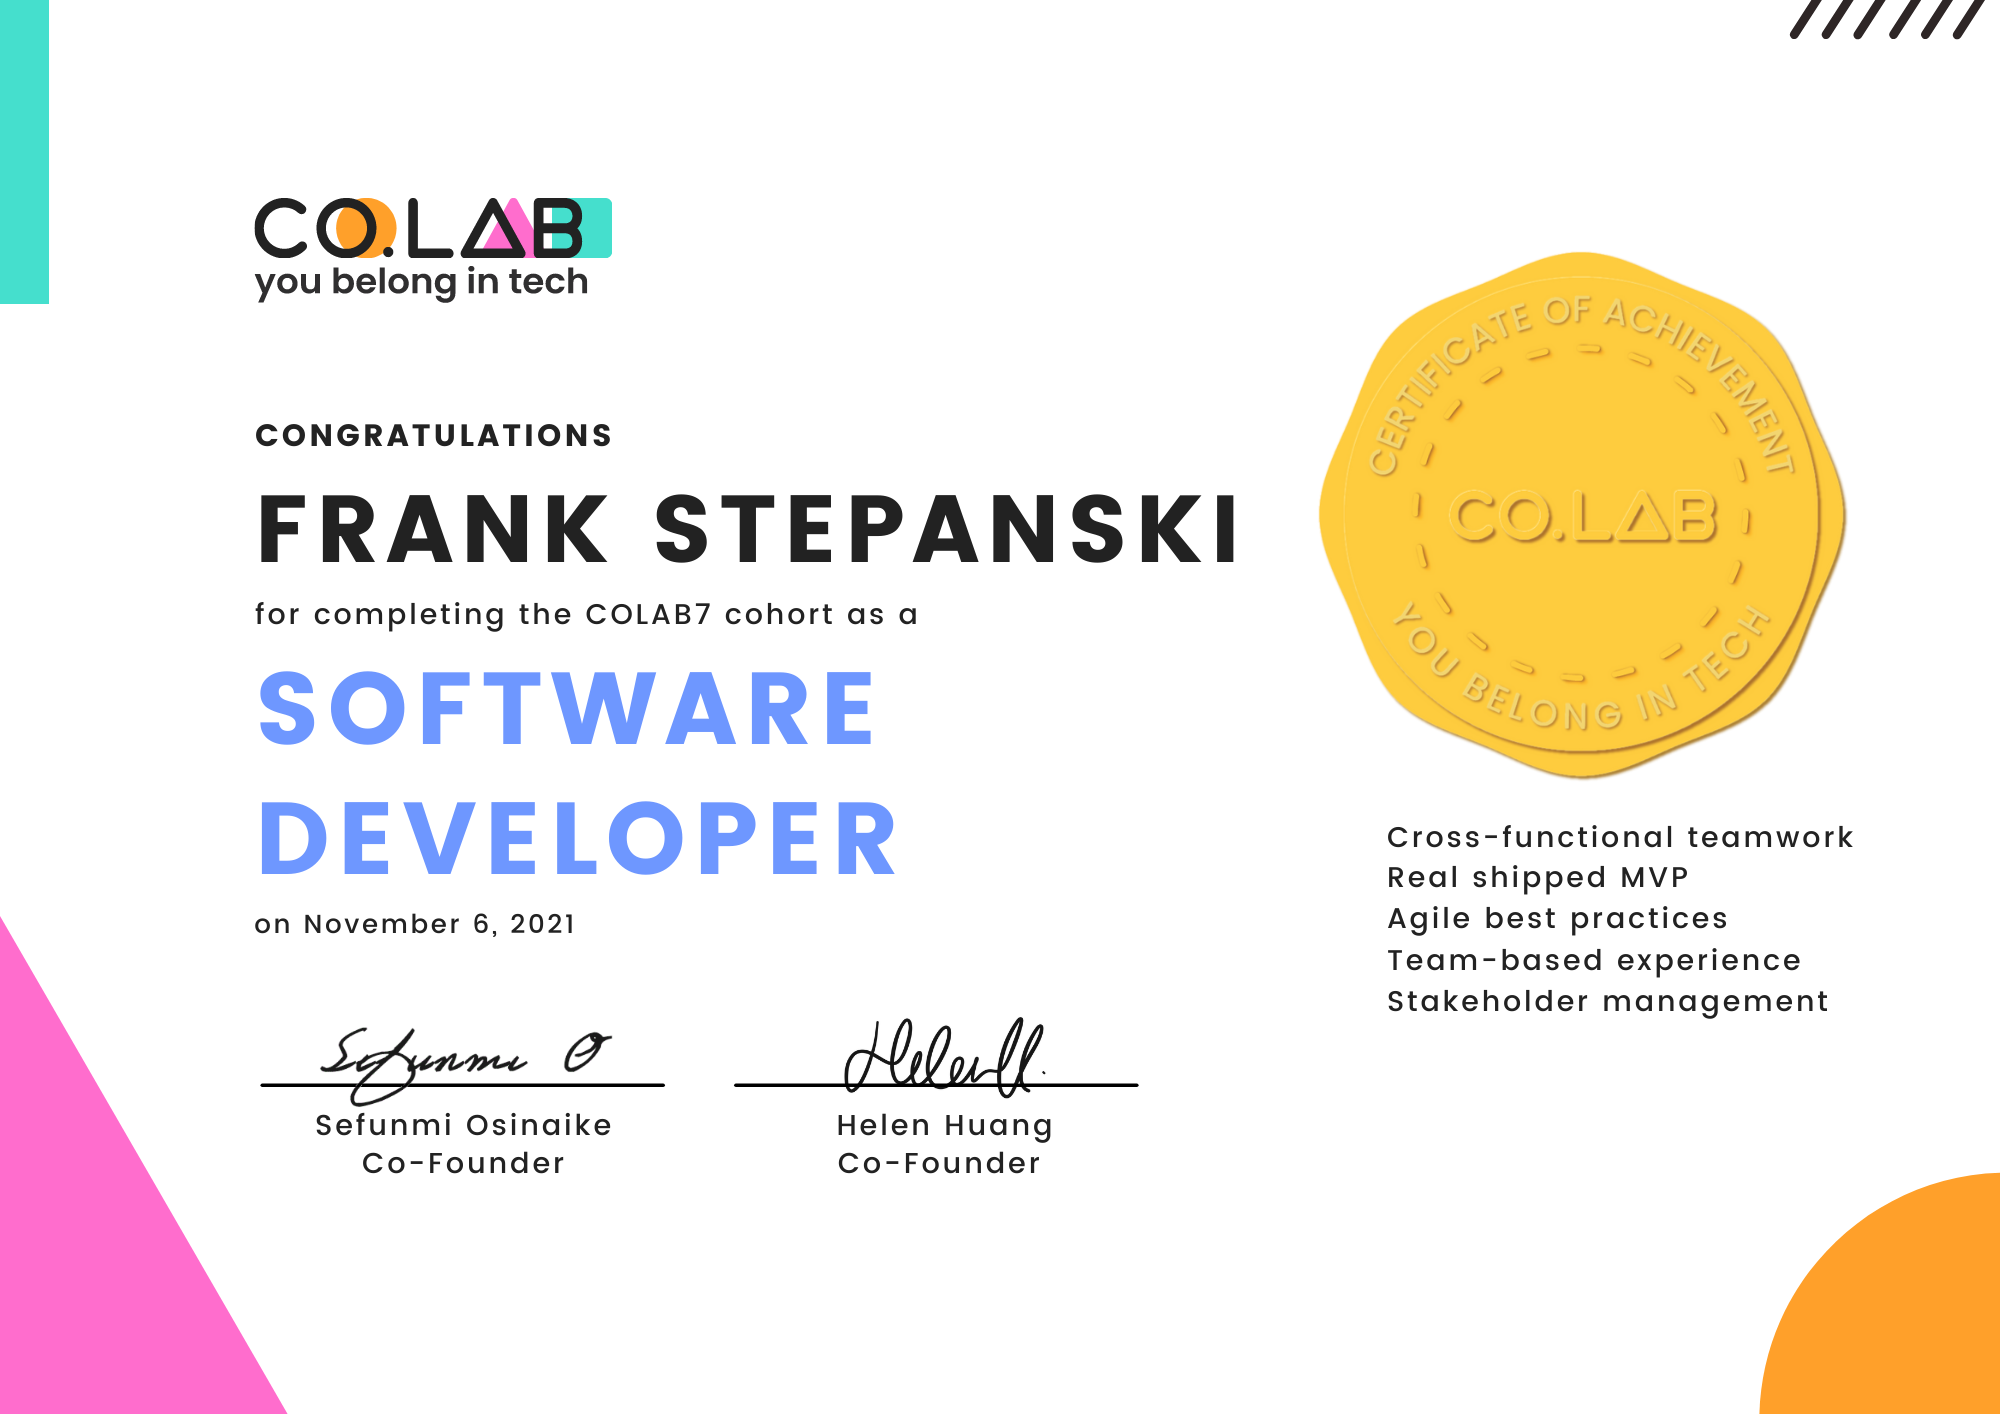 CO.LAB
you belong in tech
CONGRATULATIONS
FRANK STEPANSKI
for completing the COLAB7 cohort as a
SOFTWARE
DEVELOPER
on November 6, 2021
Sefunmi O
Sefunmi Osinaike
Co-Founder
Helen H.
Helen Huang
Co-Founder
CERTIFICATE OF ACHIEVEMENT
CO.LAB
YOU BELONG IN TECH
Cross-functional teamwork
Real shipped MVP
Agile best practices
Team-based experience
Stakeholder management